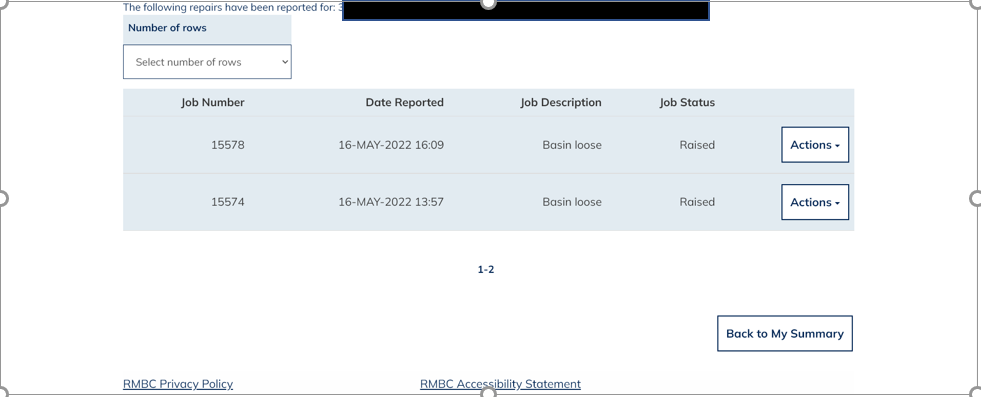 The following repairs have been reported for: 3
Number of rows
Select number of rows
Job Number Date Reported Job Description Job Status
15578 16-MAY-2022 16:09 Basin loose Raised Actions
15574 16-MAY-2022 13:57 Basin loose Raised Actions
1-2
Back to My Summary
RMBC Privacy Policy RMBC Accessibility Statement